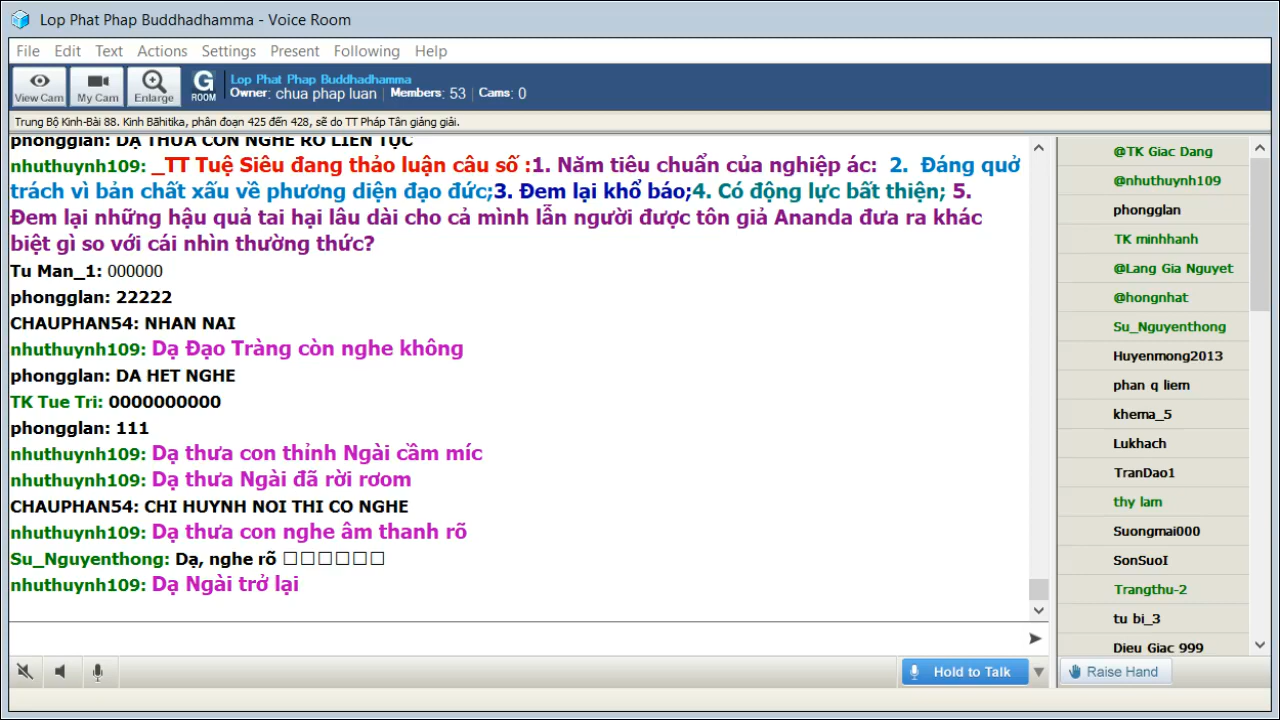 Lop Phat Phap Buddhadhamma - Voice Room
File Edit Text Actions Settings Present Following Help
View Cam My Cam Enlarge G ROOM
Lop Phat Phap Buddhadhamma
Owner: chua phap luan | Members: 53 | Cams: 0
Trung Bộ Kinh-Bài 88. Kinh Bāhitika, phân đoạn 425 đến 428, sẽ do TT Pháp Tân giảng giải.
phongglan: DẠ THƯA CON NGHE RÕ LIÊN TỤC
nhuthuynh109: _TT Tuệ Siêu đang thảo luận câu số :1. Năm tiêu chuẩn của nghiệp ác: 2. Đáng quở
trách vì bản chất xấu về phương diện đạo đức;3. Đem lại khổ báo;4. Có động lực bất thiện; 5.
Đem lại những hậu quả tai hại lâu dài cho cả mình lẫn người được tôn giả Ananda đưa ra khác
biệt gì so với cái nhìn thường thức?
Tu Man_1: 000000
phongglan: 22222
CHAUPHAN54: NHAN NAI
nhuthuynh109: Dạ Đạo Tràng còn nghe không
phongglan: DA HET NGHE
TK Tue Tri: 0000000000
phongglan: 111
nhuthuynh109: Dạ thưa con thỉnh Ngài cầm míc
nhuthuynh109: Dạ thưa Ngài đã rời rơom
CHAUPHAN54: CHI HUYNH NOI THI CO NGHE
nhuthuynh109: Dạ thưa con nghe âm thanh rõ
Su_Nguyenthong: Dạ, nghe rõ □□□□□□
nhuthuynh109: Dạ Ngài trở lại
@TK Giac Dang
@nhuthuynh109
phongglan
TK minhhanh
@Lang Gia Nguyet
@hongnhat
Su_Nguyenthong
Huyenmong2013
phan q liem
khema_5
Lukhach
TranDao1
thy lam
Suongmai000
SonSuoI
Trangthu-2
tu bi_3
Dieu Giac 999
Hold to Talk
Raise Hand